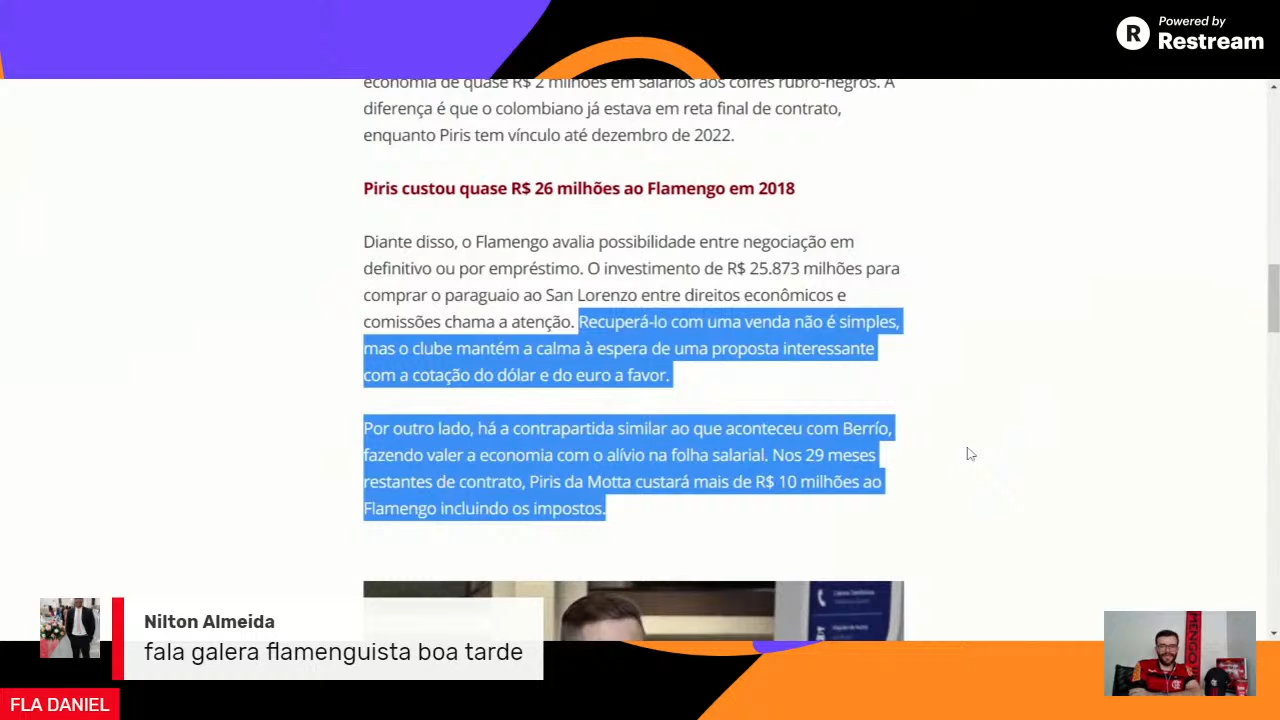 Powered by
R Restream
economia de quase R$ 2 milhões em salários aos cofres rubro-negros. A
diferença é que o colombiano já estava em reta final de contrato,
enquanto Piris tem vínculo até dezembro de 2022.
Piris custou quase R$ 26 milhões ao Flamengo em 2018
Diante disso, o Flamengo avalia possibilidade entre negociação em
definitivo ou por empréstimo. O investimento de R$ 25.873 milhões para
comprar o paraguaio ao San Lorenzo entre direitos econômicos e
comissões chama a atenção. Recuperá-lo com uma venda não é simples,
mas o clube mantém a calma à espera de uma proposta interessante
com a cotação do dólar e do euro a favor.
Por outro lado, há a contrapartida similar ao que aconteceu com Berrío,
fazendo valer a economia com o alívio na folha salarial. Nos 29 meses
restantes de contrato, Piris da Motta custará mais de R$ 10 milhões ao
Flamengo incluindo os impostos.
Nilton Almeida
fala galera flamenguista boa tarde
MENGO
FLA DANIEL